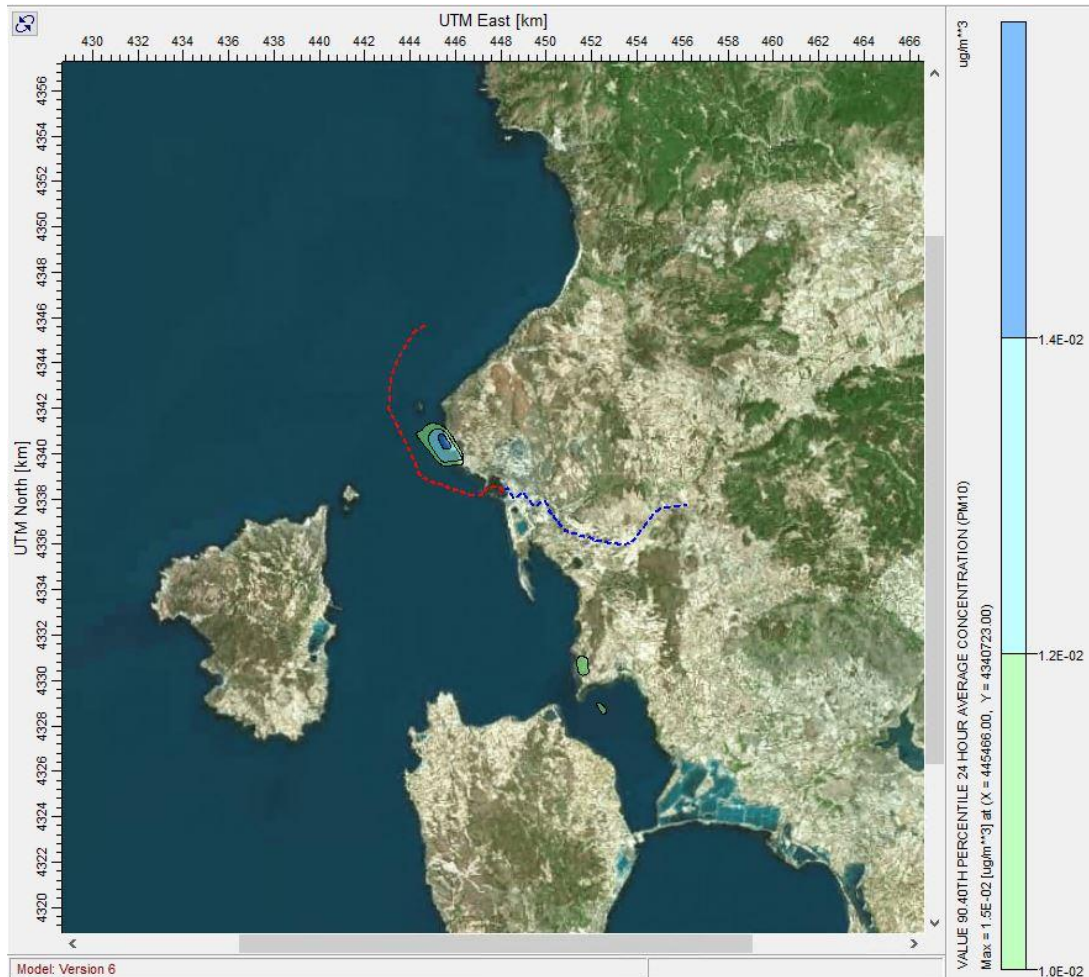 UTM East [km]
430 432 434 436 438 440 442 444 446 448 450 452 454 456 458 460 462 464 466
UTM North [km]
4356
4354
4352
4350
4348
4346
4344
4342
4340
4338
4336
4334
4332
4330
4328
4326
4324
4322
4320
ug/m**3
VALUE 90.40TH PERCENTILE 24 HOUR AVERAGE CONCENTRATION (PM10)
Max = 1.5E-02 [ug/m**3] at (X = 445466.00, Y = 4340723.00)
1.4E-02
1.2E-02
1.0E-02
Model: Version 6